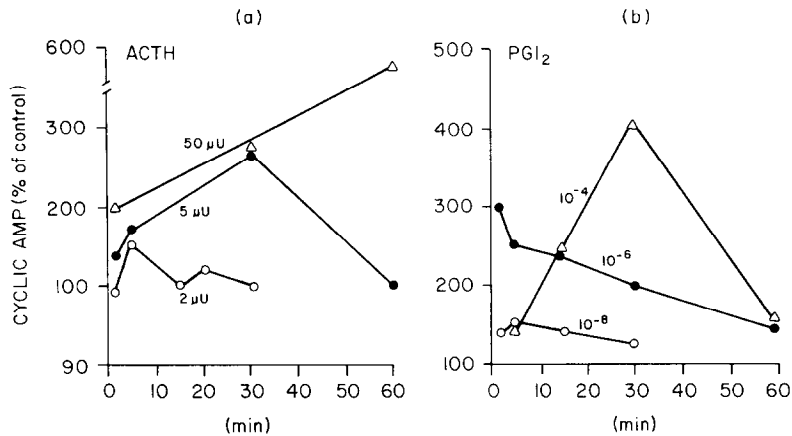 (a)
ACTH
CYCLIC AMP (% of control)
600
300
200
100
90
50 µU
5 µU
2 µU
0 10 20 30 40 50 60
(min)
(b)
PGI₂
500
400
300
200
100
10⁻⁴
10⁻⁶
10⁻⁸
0 10 20 30 40 50 60
(min)